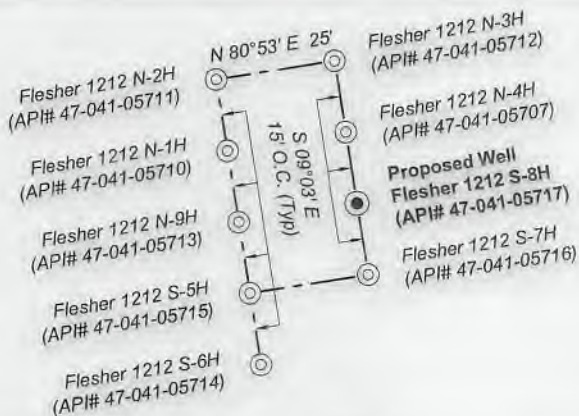 N 80°53' E 25'
Flesher 1212 N-2H
(API# 47-041-05711)
Flesher 1212 N-1H
(API# 47-041-05710)
Flesher 1212 N-9H
(API# 47-041-05713)
Flesher 1212 S-5H
(API# 47-041-05715)
Flesher 1212 S-6H
(API# 47-041-05714)
S 09°03' E
15' O.C. (Typ)
Flesher 1212 N-3H
(API# 47-041-05712)
Flesher 1212 N-4H
(API# 47-041-05707)
Proposed Well
Flesher 1212 S-8H
(API# 47-041-05717)
Flesher 1212 S-7H
(API# 47-041-05716)